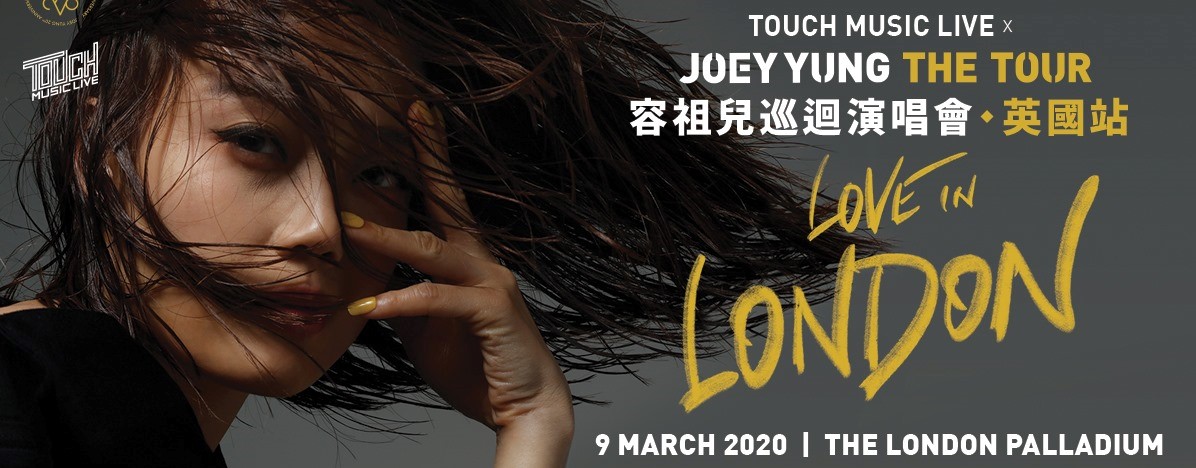 TOUCH
MUSIC LIVE
TOUCH MUSIC LIVE x
JOEY YUNG THE TOUR
容祖兒巡迴演唱會・英國站
LOVE IN
LONDON
9 MARCH 2020 | THE LONDON PALLADIUM